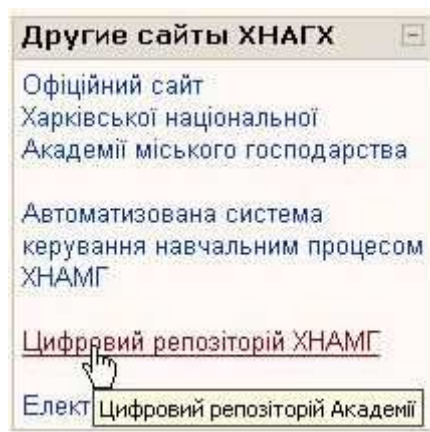 Другие сайты ХНАГХ
Офіційний сайт
Харківської національної
Академії міського господарства
Автоматизована система
керування навчальним процесом
ХНАМГ
Цифровий репозіторій ХНАМГ
Елект
Цифровий репозіторій Академії